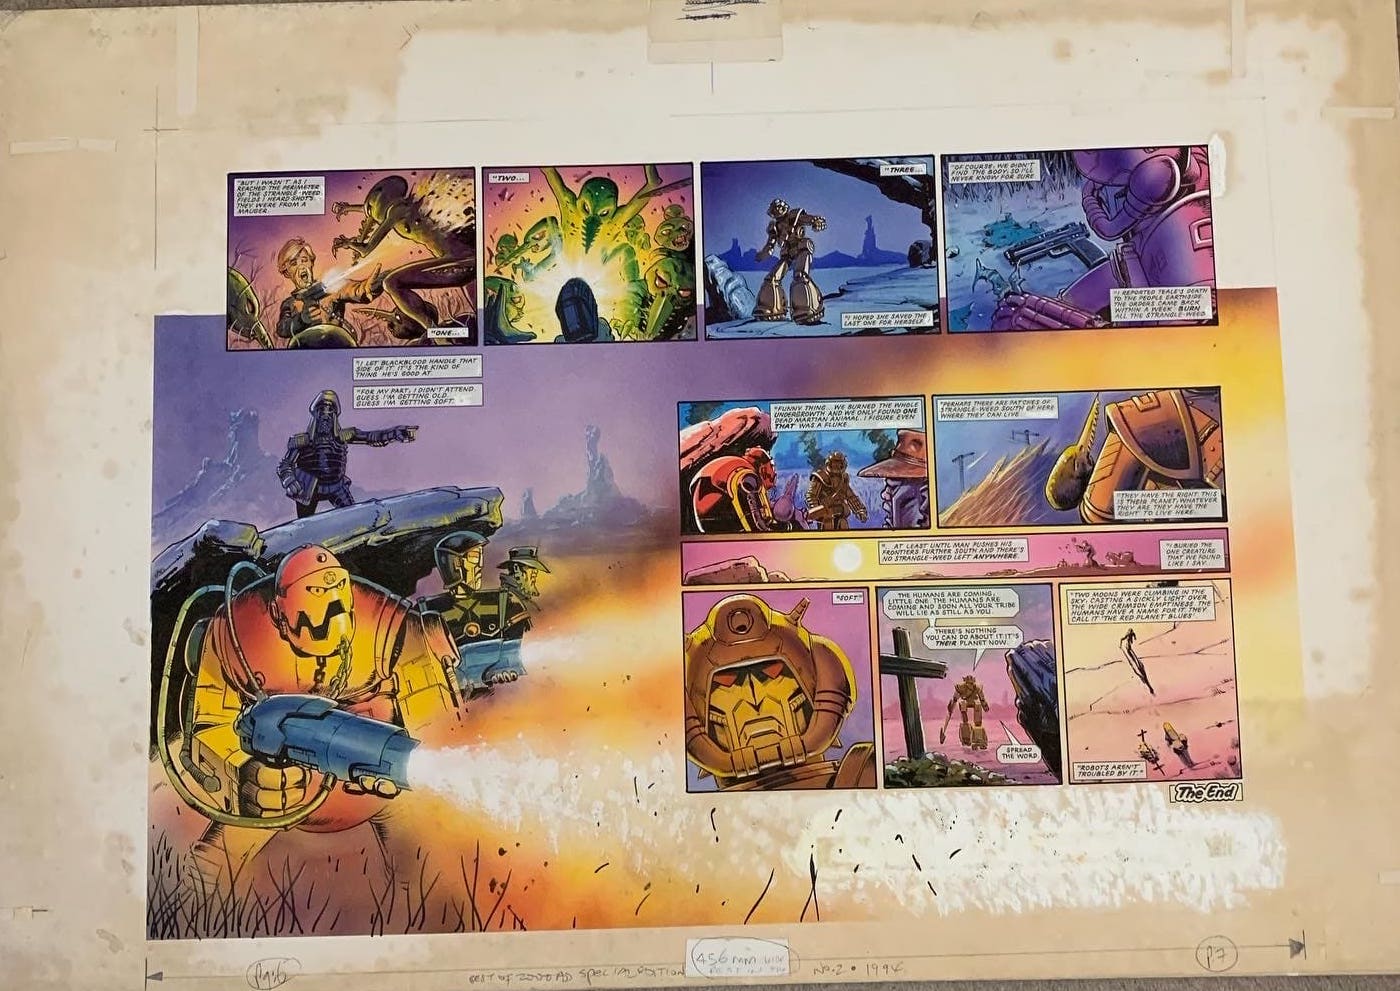 "BUT I WASN'T. AS I
REACHED THE PERIMETER
OF THE STRANGLE-WEED
FIELDS I HEARD SHOTS.
THEY WERE FROM A
MAUGER.
"ONE...
"TWO...
"THREE...
"I HOPED SHE SAVED THE
LAST ONE FOR HERSELF.
"OF COURSE, WE DIDN'T
FIND THE BODY, SO I'LL
NEVER KNOW FOR SURE.
"I REPORTED TEALE'S DEATH
TO THE PEOPLE EARTHSIDE.
THE ORDERS CAME BACK
WITHIN A WEEK. BURN
ALL THE STRANGLE-WEED.
"I LET BLACKBLOOD HANDLE THAT
SIDE OF IT. IT'S THE KIND OF
THING HE'S GOOD AT.
"FOR MY PART, I DIDN'T ATTEND.
GUESS I'M GETTING OLD.
GUESS I'M GETTING SOFT.
"FUNNY THING... WE BURNED THE WHOLE
UNDERGROWTH AND WE ONLY FOUND ONE
DEAD MARTIAN ANIMAL. I FIGURE EVEN
THAT WAS A FLUKE.
"PERHAPS THERE ARE PATCHES OF
STRANGLE-WEED SOUTH OF HERE
WHERE THEY CAN LIVE.
"THEY HAVE THE RIGHT. THIS
IS THEIR PLANET, WHATEVER
THEY ARE. THEY HAVE THE
RIGHT TO LIVE HERE.
"... AT LEAST UNTIL MAN PUSHES HIS
FRONTIERS FURTHER SOUTH AND THERE'S
NO STRANGLE-WEED LEFT ANYWHERE.
"I BURIED THE
ONE CREATURE
THAT WE FOUND.
LIKE I SAY...
"SOFT."
THE HUMANS ARE COMING,
LITTLE ONE. THE HUMANS ARE
COMING AND SOON ALL YOUR TRIBE
WILL LIE AS STILL AS YOU.
THERE'S NOTHING
YOU CAN DO ABOUT IT. IT'S
THEIR PLANET NOW.
SPREAD
THE WORD.
"TWO MOONS WERE CLIMBING IN THE
SKY, CASTING A SICKLY LIGHT OVER
THE WIDE CRIMSON EMPTINESS. THE
HUMANS HAVE A NAME FOR IT. THEY
CALL IT 'THE RED PLANET BLUES'.
"ROBOTS AREN'T
TROUBLED BY IT."
The End
Pg.6
BEST OF 2000AD SPECIAL EDITION
456 MM WIDE
No. 2 • 1994
P.7